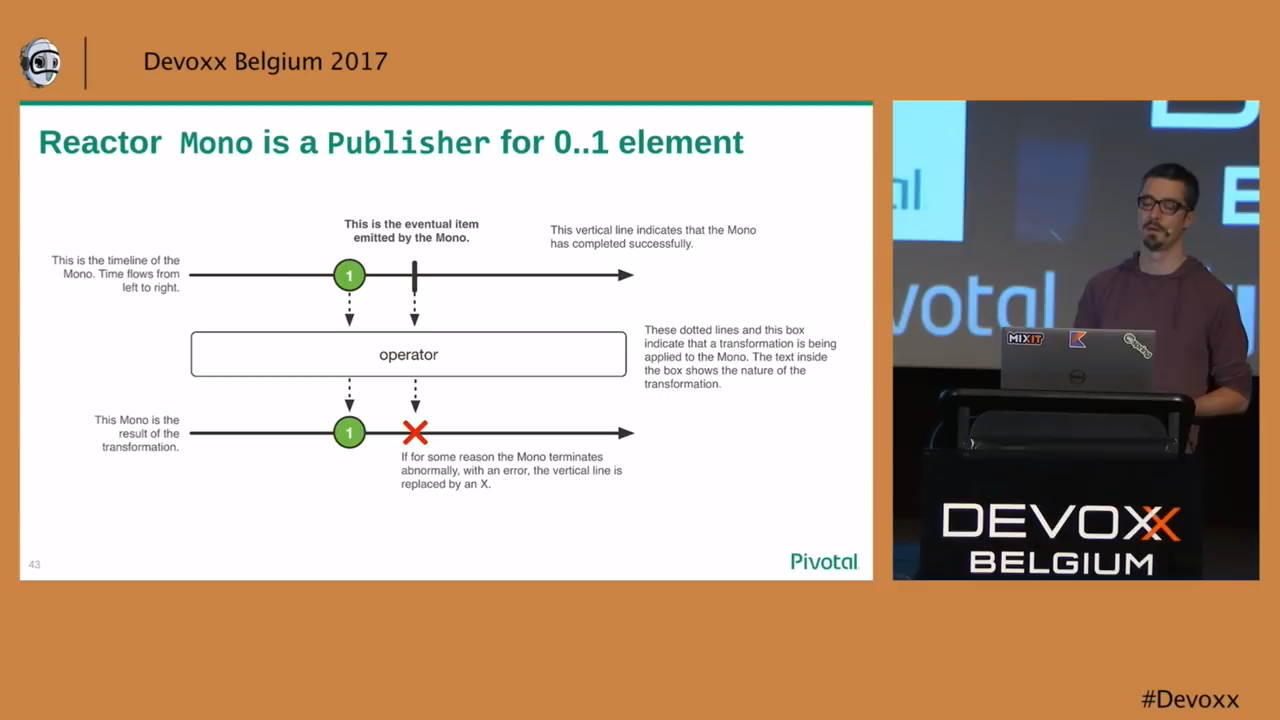 Devoxx Belgium 2017
Reactor Mono is a Publisher for 0..1 element
This is the eventual item
emitted by the Mono.
This vertical line indicates that the Mono
has completed successfully.
This is the timeline of the
Mono. Time flows from
left to right.
1
These dotted lines and this box
indicate that a transformation is being
applied to the Mono. The text inside
the box shows the nature of the
transformation.
operator
This Mono is the
result of the
transformation.
1
If for some reason the Mono terminates
abnormally, with an error, the vertical line is
replaced by an X.
43
Pivotal
al
votal
MIXIT
spring
DELL
DEVOXX
BELGIUM
#Devoxx